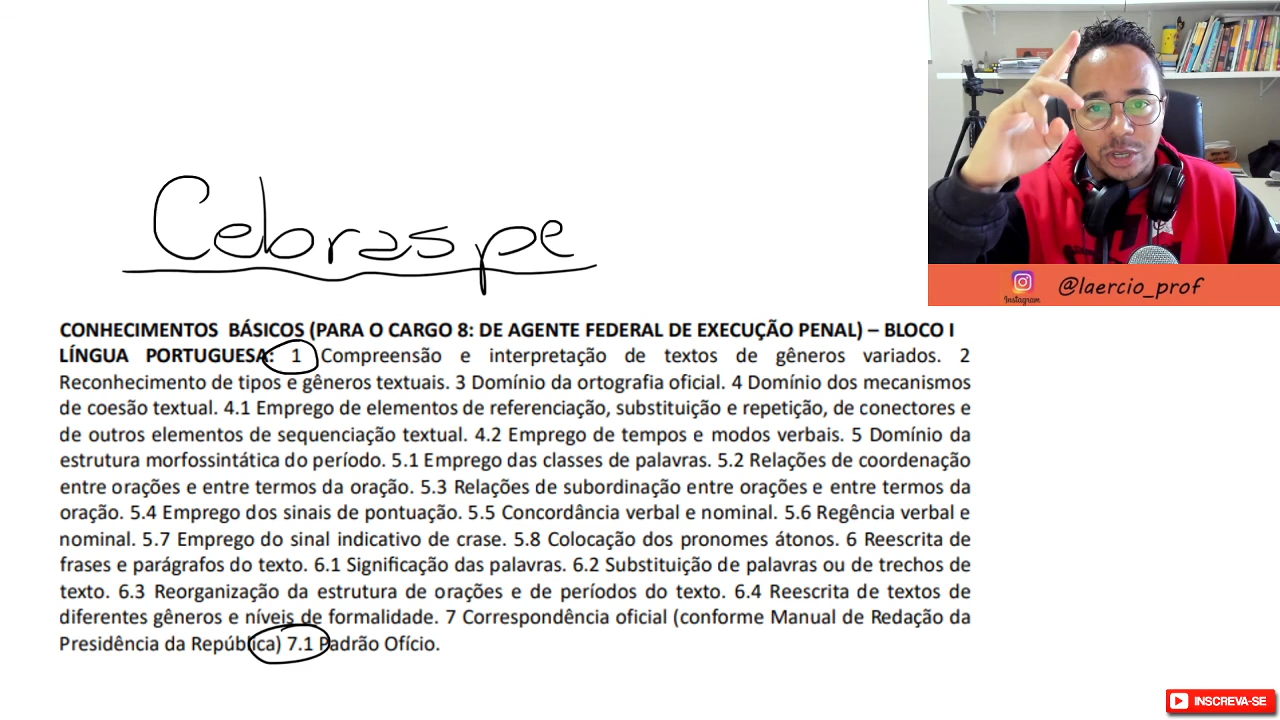 Cebraspe
CONHECIMENTOS BÁSICOS (PARA O CARGO 8: DE AGENTE FEDERAL DE EXECUÇÃO PENAL) – BLOCO I
LÍNGUA PORTUGUESA: 1 Compreensão e interpretação de textos de gêneros variados. 2
Reconhecimento de tipos e gêneros textuais. 3 Domínio da ortografia oficial. 4 Domínio dos mecanismos
de coesão textual. 4.1 Emprego de elementos de referenciação, substituição e repetição, de conectores e
de outros elementos de sequenciação textual. 4.2 Emprego de tempos e modos verbais. 5 Domínio da
estrutura morfossintática do período. 5.1 Emprego das classes de palavras. 5.2 Relações de coordenação
entre orações e entre termos da oração. 5.3 Relações de subordinação entre orações e entre termos da
oração. 5.4 Emprego dos sinais de pontuação. 5.5 Concordância verbal e nominal. 5.6 Regência verbal e
nominal. 5.7 Emprego do sinal indicativo de crase. 5.8 Colocação dos pronomes átonos. 6 Reescrita de
frases e parágrafos do texto. 6.1 Significação das palavras. 6.2 Substituição de palavras ou de trechos de
texto. 6.3 Reorganização da estrutura de orações e de períodos do texto. 6.4 Reescrita de textos de
diferentes gêneros e níveis de formalidade. 7 Correspondência oficial (conforme Manual de Redação da
Presidência da República) 7.1 Padrão Ofício.
Instagram
@laercio_prof
INSCREVA-SE